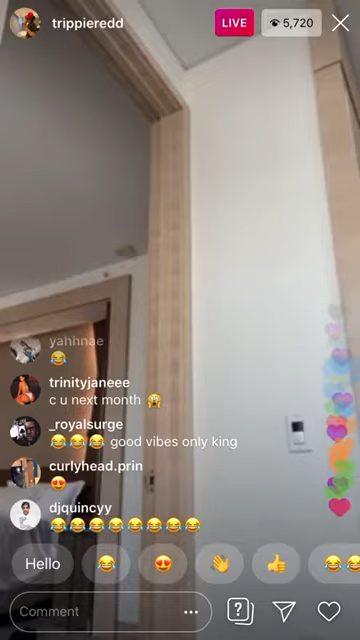 trippieredd
LIVE
5,720
yahhnae
😂
trinityjaneee
c u next month 😱
_royalsurge
😂😂😂 good vibes only king
curlyhead.prin
😍
djquincyy
😂😂😂😂😂😂😂😂😂
Hello 😂 😍 👋 👍 😂😂
Comment